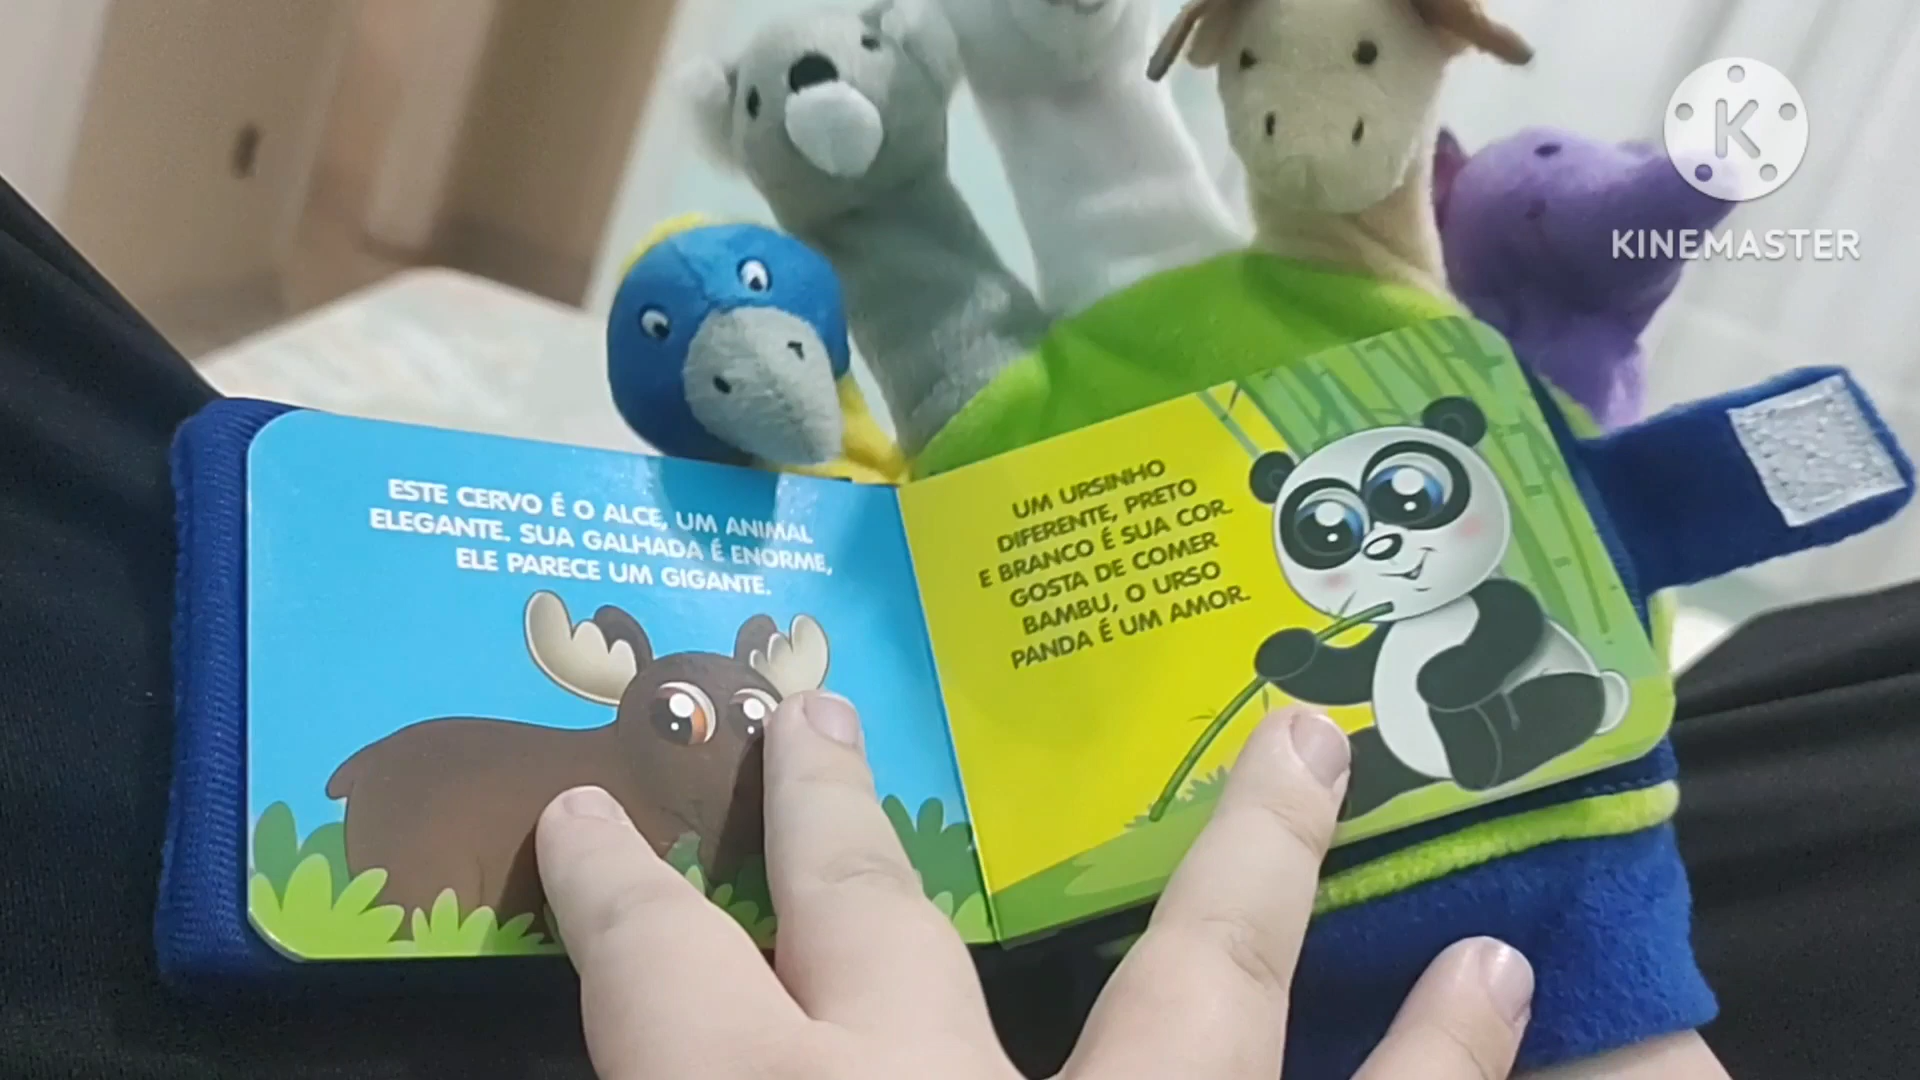 ESTE CERVO É O ALCE, UM ANIMAL
ELEGANTE. SUA GALHADA É ENORME,
ELE PARECE UM GIGANTE.
UM URSINHO
DIFERENTE, PRETO
E BRANCO É SUA COR.
GOSTA DE COMER
BAMBU, O URSO
PANDA É UM AMOR.
K
KINEMASTER